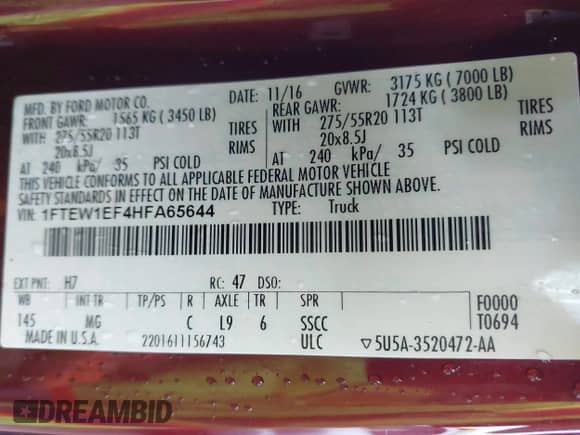 MFD. BY FORD MOTOR CO. DATE: 11/16 GVWR: 3175 KG ( 7000 LB)
FRONT GAWR: 1565 KG ( 3450 LB) REAR GAWR: 1724 KG ( 3800 LB)
WITH 275/55R20 113T TIRES WITH 275/55R20 113T TIRES
20x8.5J RIMS 20x8.5J RIMS
AT 240 kPa/ 35 PSI COLD AT 240 kPa/ 35 PSI COLD
THIS VEHICLE CONFORMS TO ALL APPLICABLE FEDERAL MOTOR VEHICLE
SAFETY STANDARDS IN EFFECT ON THE DATE OF MANUFACTURE SHOWN ABOVE.
VIN: 1FTEW1EF4HFA65644 TYPE: Truck
EXT PNT: H7 RC: 47 DSO:
WB INT TR TP/PS R AXLE TR SPR F0000
145 MG C L9 6 SSCC T0694
MADE IN U.S.A. 2201611156743 ULC ▽5U5A-3520472-AA
DREAMBID